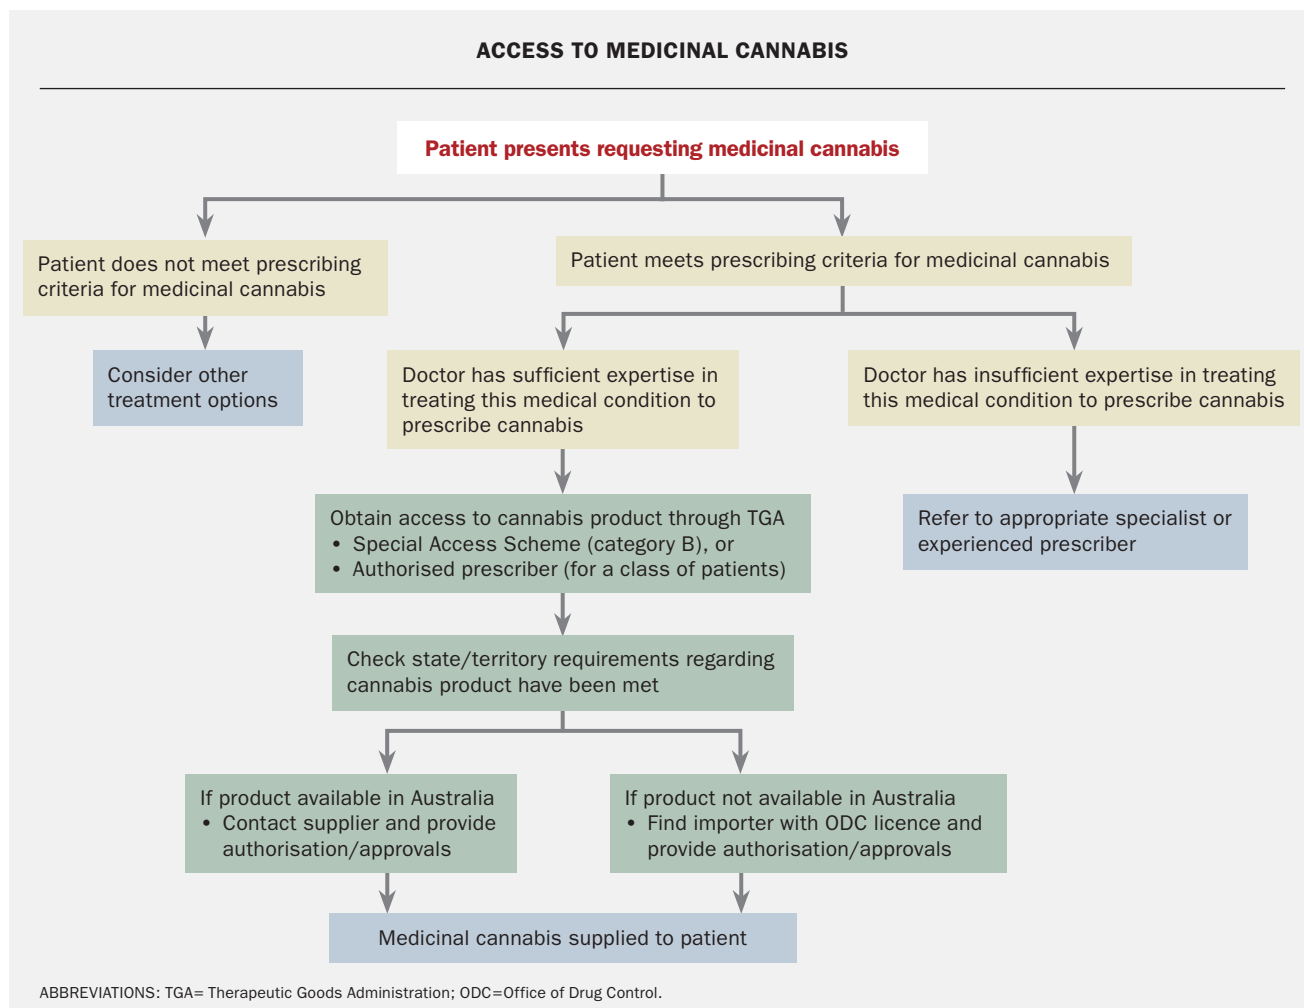 ACCESS TO MEDICINAL CANNABIS
Patient presents requesting medicinal cannabis
Patient does not meet prescribing
criteria for medicinal cannabis
Patient meets prescribing criteria for medicinal cannabis
Consider other
treatment options
Doctor has sufficient expertise in
treating this medical condition to
prescribe cannabis
Doctor has insufficient expertise in treating
this medical condition to prescribe cannabis
Obtain access to cannabis product through TGA
• Special Access Scheme (category B), or
• Authorised prescriber (for a class of patients)
Refer to appropriate specialist or
experienced prescriber
Check state/territory requirements regarding
cannabis product have been met
If product available in Australia
• Contact supplier and provide
authorisation/approvals
If product not available in Australia
• Find importer with ODC licence and
provide authorisation/approvals
Medicinal cannabis supplied to patient
ABBREVIATIONS: TGA= Therapeutic Goods Administration; ODC=Office of Drug Control.